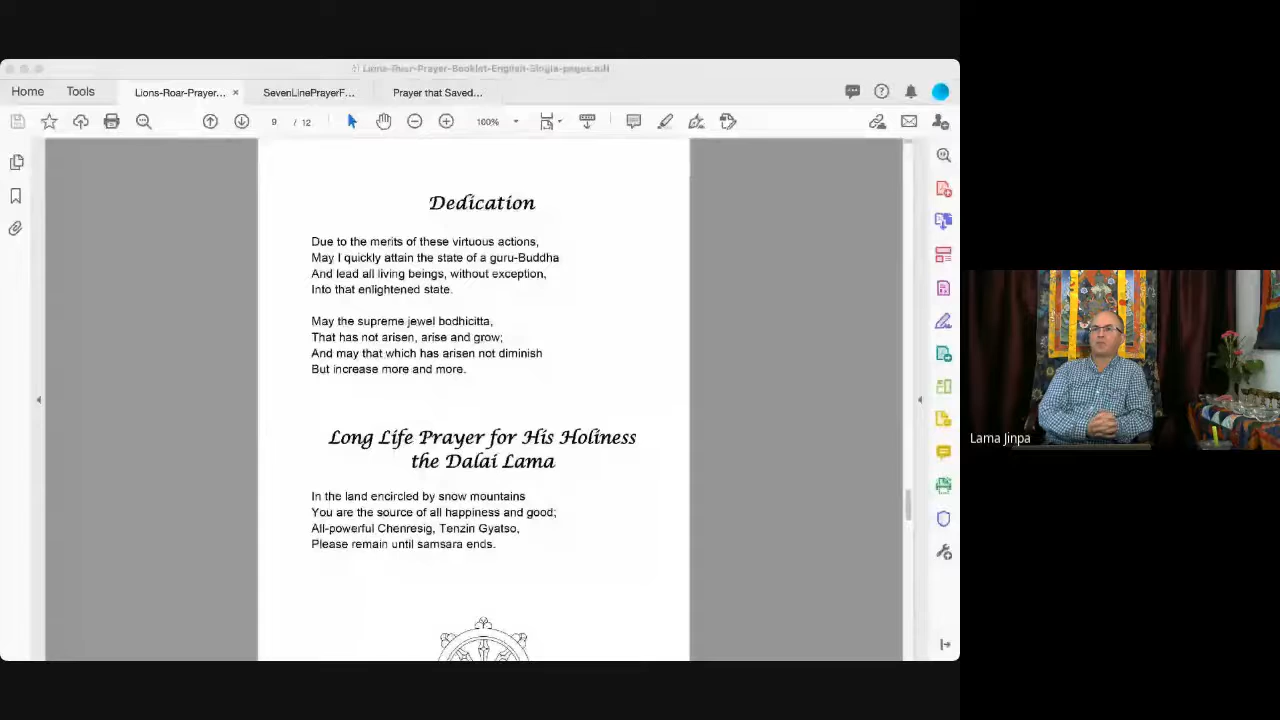 Home
Tools
Lions-Roar-Prayer...
SevenLinePrayerF...
Prayer that Saved...
9 / 12
100%
Dedication
Due to the merits of these virtuous actions,
May I quickly attain the state of a guru-Buddha
And lead all living beings, without exception,
Into that enlightened state.
May the supreme jewel bodhicitta,
That has not arisen, arise and grow;
And may that which has arisen not diminish
But increase more and more.
Long Life Prayer for His Holiness
the Dalai Lama
In the land encircled by snow mountains
You are the source of all happiness and good;
All-powerful Chenresig, Tenzin Gyatso,
Please remain until samsara ends.
Lama Jinpa